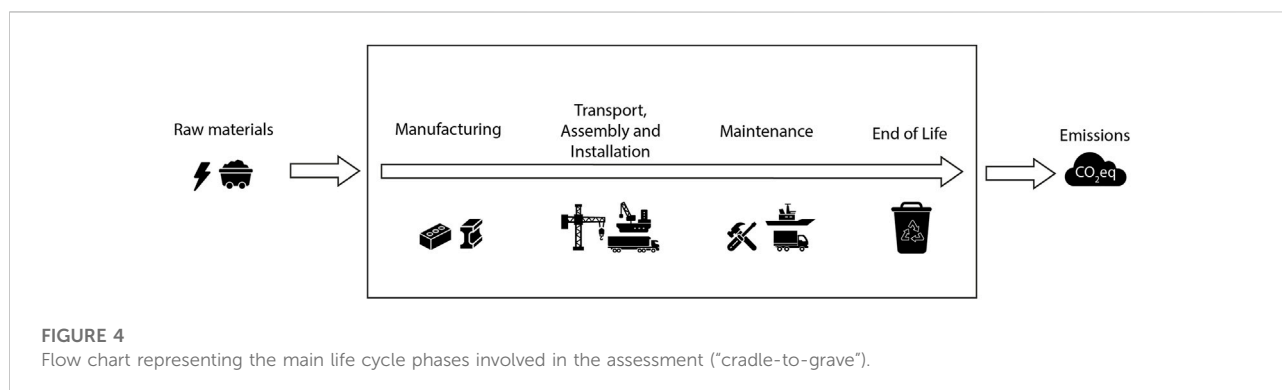 Raw materials
Manufacturing
Transport,
Assembly and
Installation
Maintenance
End of Life
Emissions
CO₂eq
FIGURE 4
Flow chart representing the main life cycle phases involved in the assessment (“cradle-to-grave”).